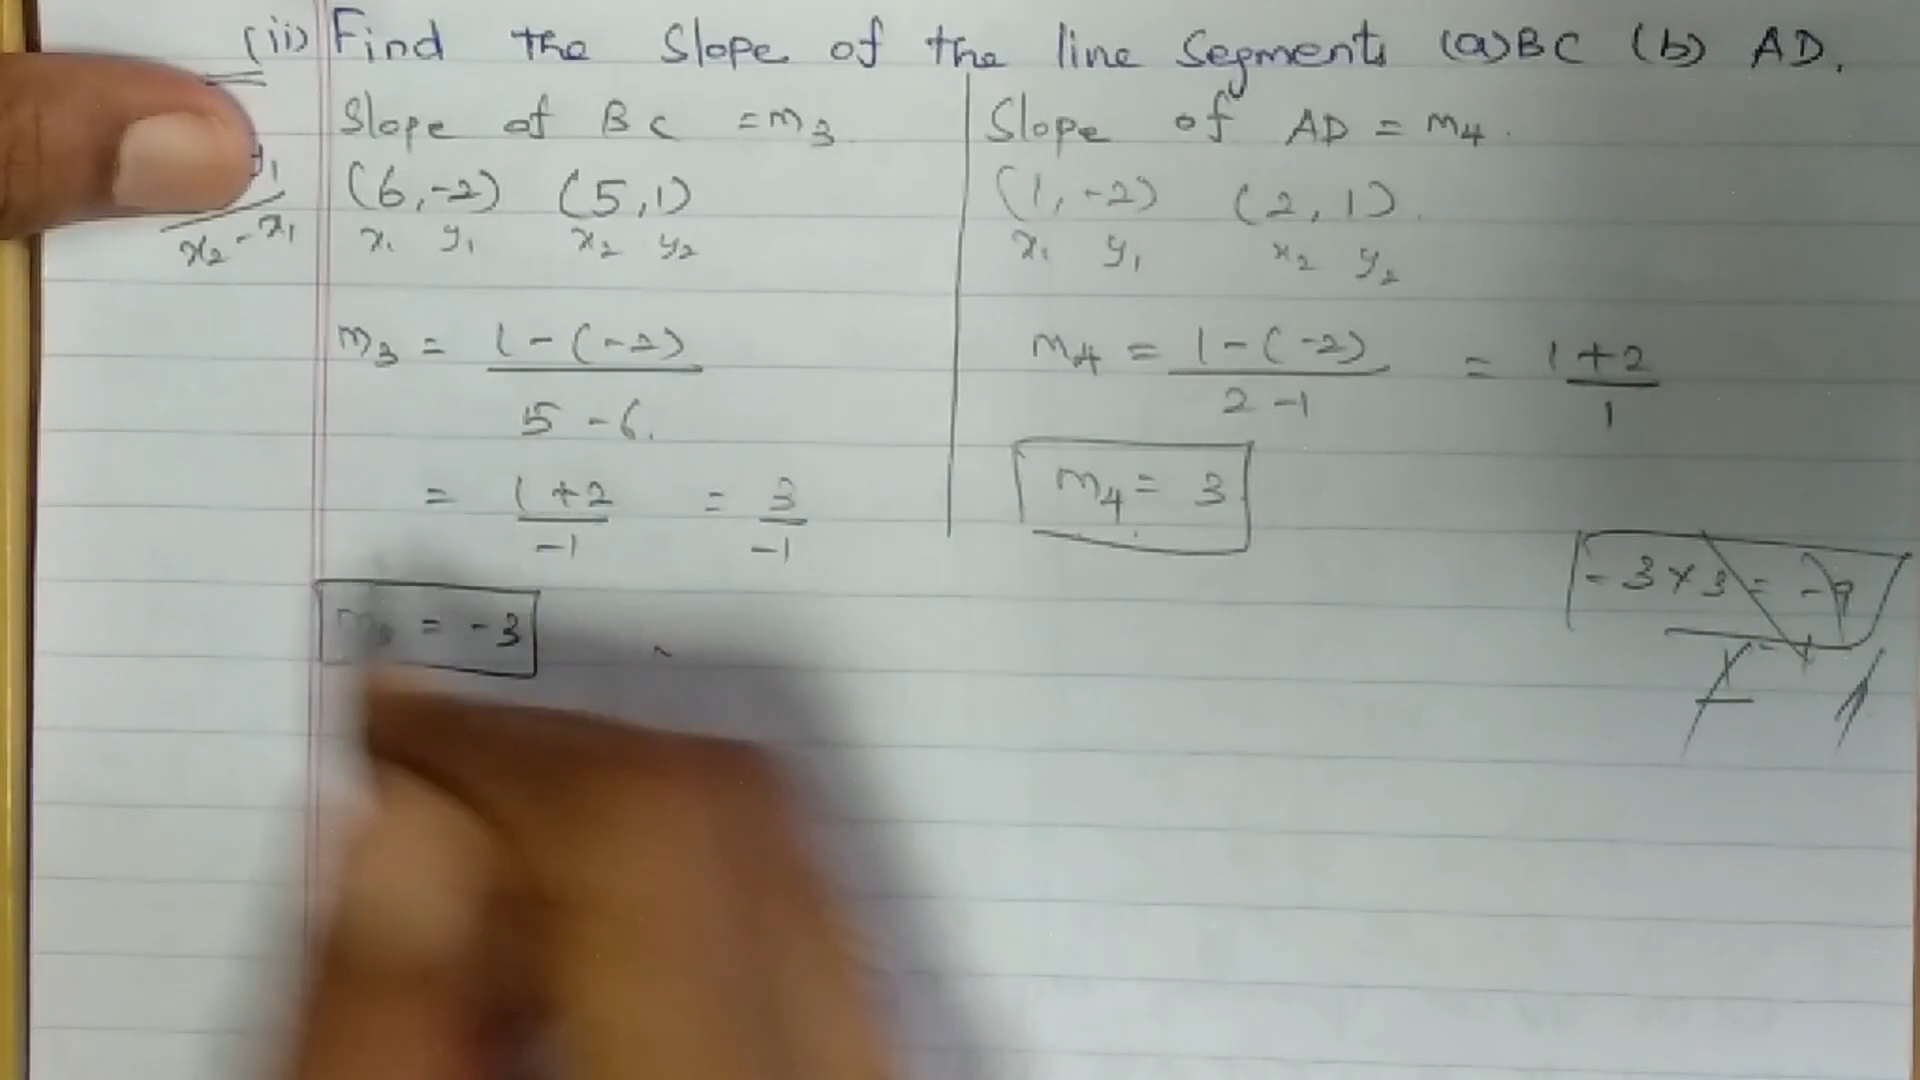 (ii) Find the Slope of the line Segments (a) BC (b) AD.
Slope of BC = m3
y1
x2 - x1
(6,-2) (5,1)
x1 y1 x2 y2
m3 = 1-(-2)
5-6.
= 1+2 = 3
-1 -1
= -3
Slope of AD = m4.
(1,-2) (2,1).
x1 y1 x2 y2
m4 = 1-(-2) = 1+2
2-1 1
m4 = 3
-3×3 = -9